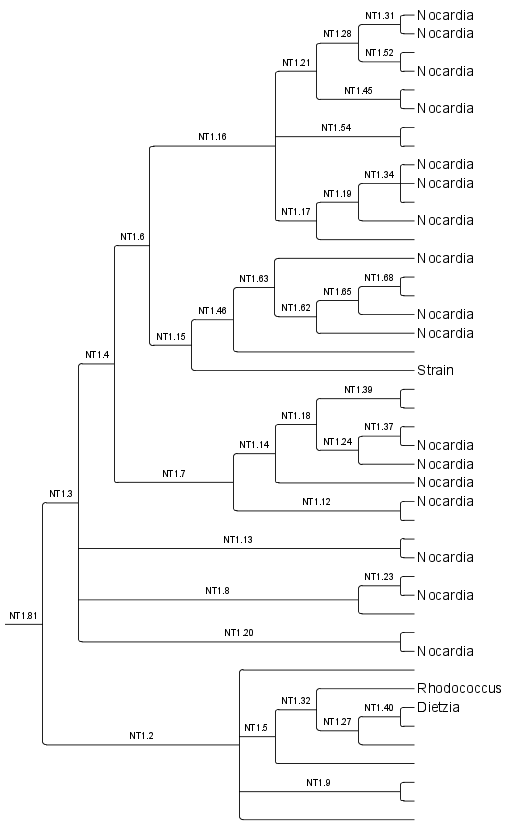 NT1.31 Nocardia
Nocardia
NT1.28
NT1.52
NT1.21
Nocardia
NT1.45
Nocardia
NT1.54
NT1.16
Nocardia
NT1.34 Nocardia
NT1.19
NT1.17 Nocardia
NT1.6
Nocardia
NT1.63 NT1.68
NT1.65
NT1.46 NT1.62 Nocardia
NT1.15 Nocardia
NT1.4
Strain
NT1.39
NT1.18 NT1.37
NT1.14 NT1.24 Nocardia
Nocardia
NT1.7 Nocardia
NT1.3 NT1.12 Nocardia
NT1.13
Nocardia
NT1.23
NT1.8 Nocardia
NT1.81
NT1.20
Nocardia
Rhodococcus
NT1.32 NT1.40 Dietzia
NT1.5 NT1.27
NT1.2
NT1.9